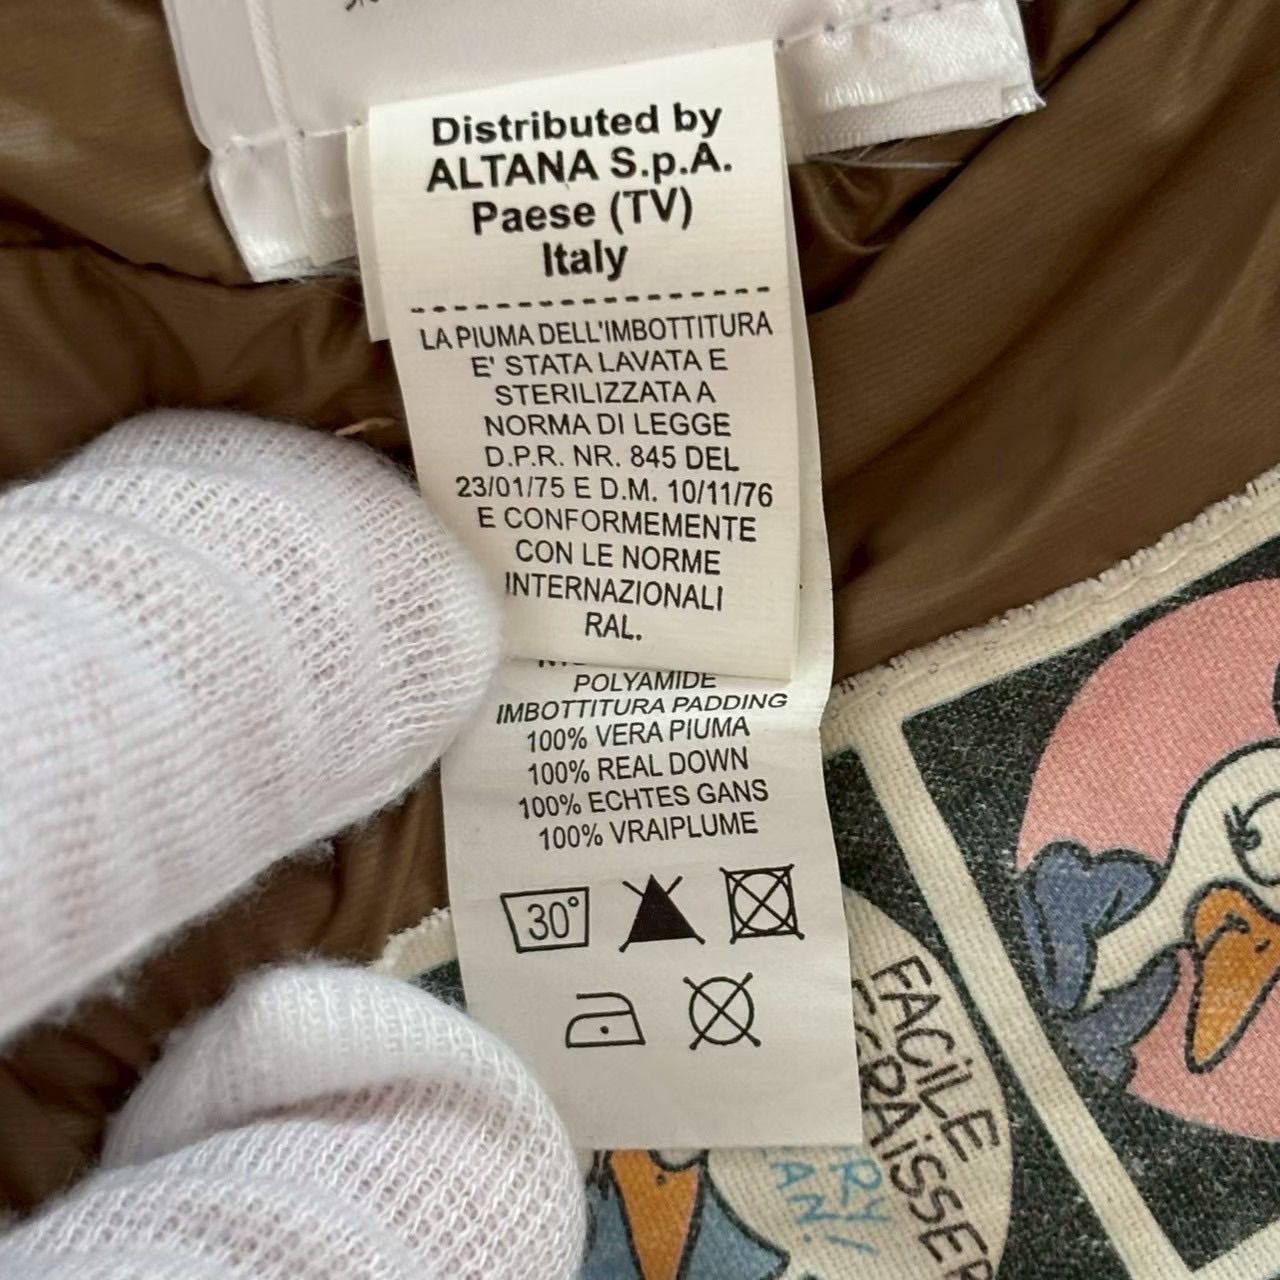 Distributed by
ALTANA S.p.A.
Paese (TV)
Italy
LA PIUMA DELL'IMBOTTITURA
E' STATA LAVATA E
STERILIZZATA A
NORMA DI LEGGE
D.P.R. NR. 845 DEL
23/01/75 E D.M. 10/11/76
E CONFORMEMENTE
CON LE NORME
INTERNAZIONALI
RAL.
POLYAMIDE
IMBOTTITURA PADDING
100% VERA PIUMA
100% REAL DOWN
100% ECHTES GANS
100% VRAIPLUME
30°
FACILE